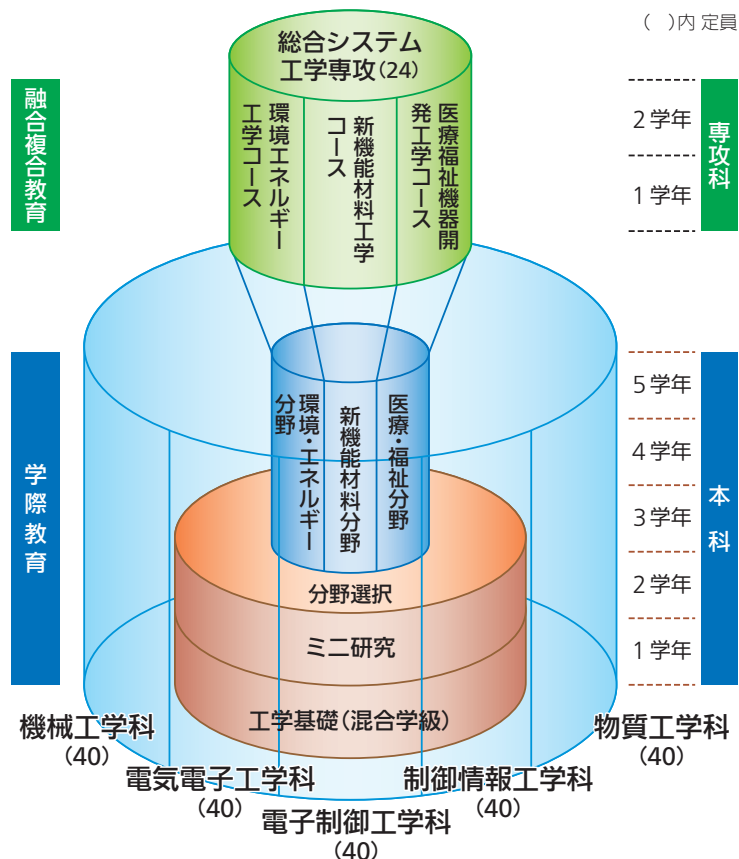 ( )内 定員
総合システム
工学専攻(24)
融合複合教育
環境エネルギー
工学コース
新機能材料工学
コース
医療福祉機器開
発工学コース
2学年
1学年
専攻科
学際教育
環境・エネルギー
分野
新機能材料分野
医療・福祉分野
5学年
4学年
3学年
2学年
1学年
本科
分野選択
ミニ研究
工学基礎(混合学級)
機械工学科
(40)
電気電子工学科
(40)
電子制御工学科
(40)
制御情報工学科
(40)
物質工学科
(40)